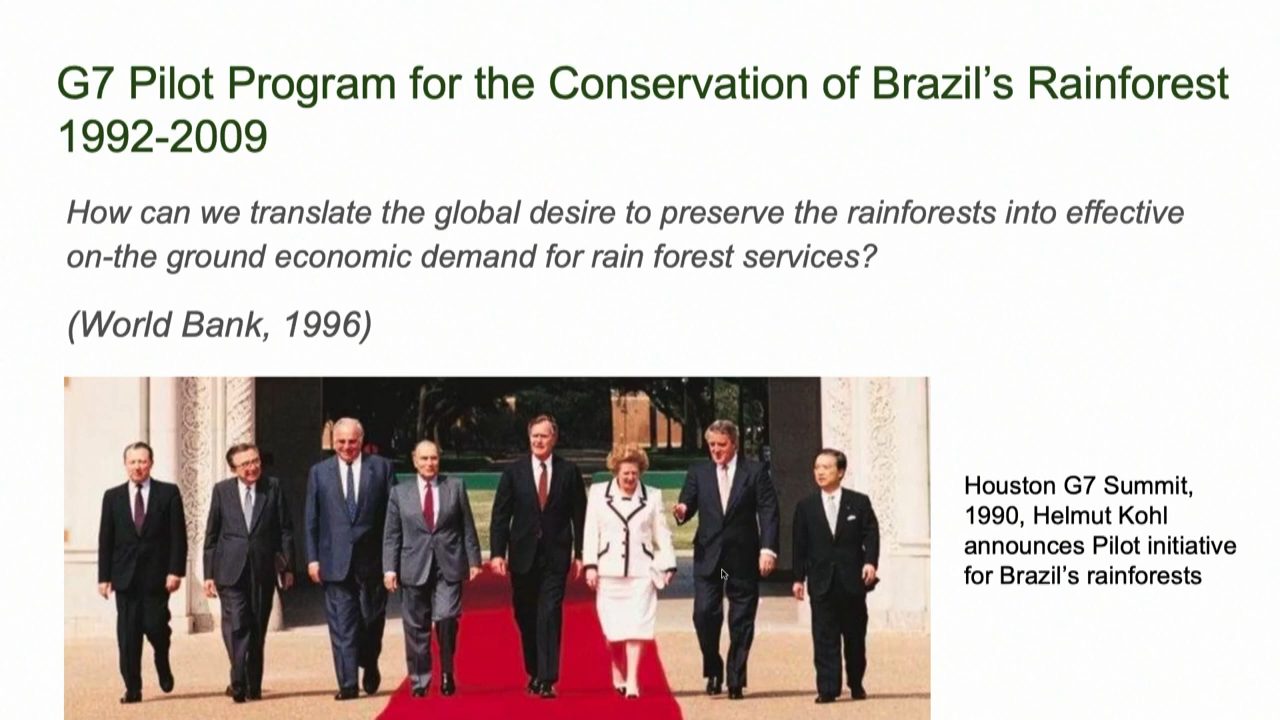 G7 Pilot Program for the Conservation of Brazil’s Rainforest
1992-2009
How can we translate the global desire to preserve the rainforests into effective
on-the ground economic demand for rain forest services?
(World Bank, 1996)
Houston G7 Summit,
1990, Helmut Kohl
announces Pilot initiative
for Brazil’s rainforests